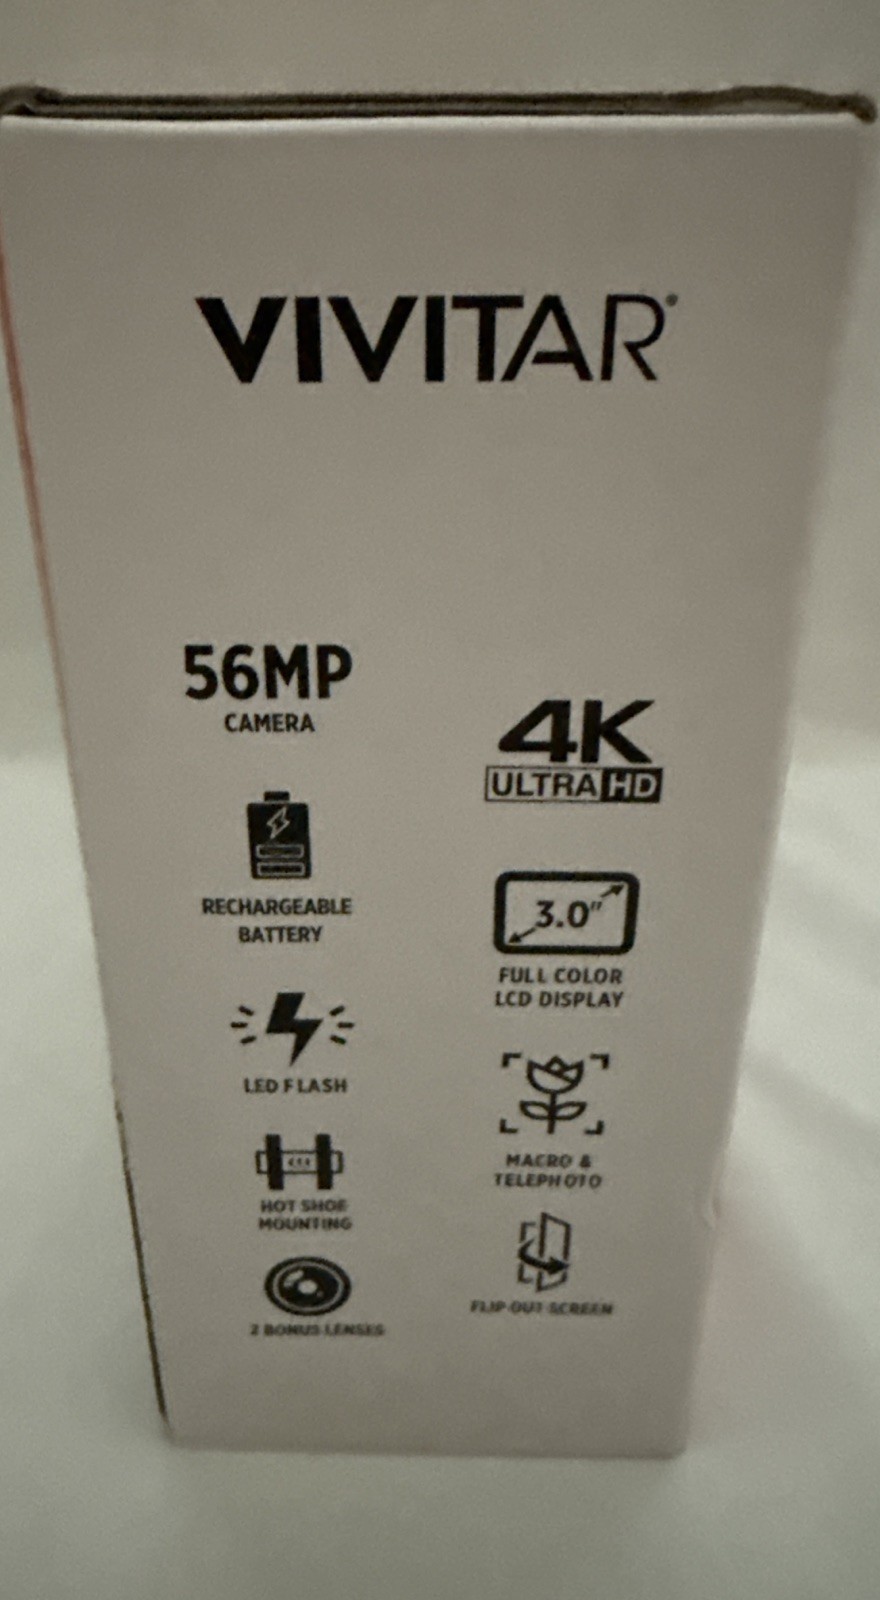 VIVITAR®
56MP
CAMERA
RECHARGEABLE
BATTERY
LED FLASH
HOT SHOE
MOUNTING
2 BONUS LENSES
4K
ULTRA HD
3.0"
FULL COLOR
LCD DISPLAY
MACRO &
TELEPHOTO
FLIP-OUT SCREEN